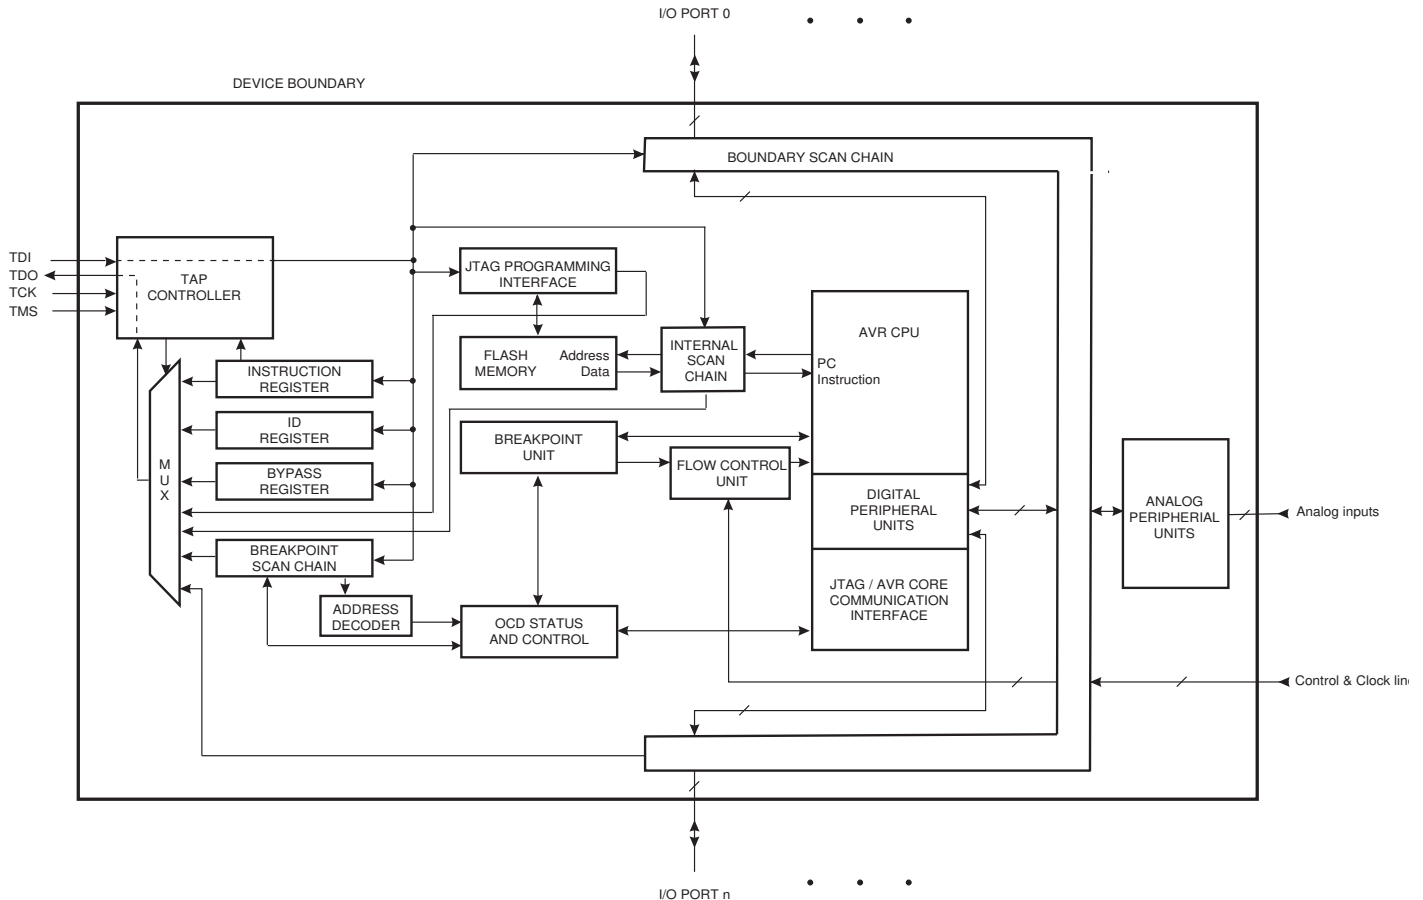 I/O PORT 0
DEVICE BOUNDARY
BOUNDARY SCAN CHAIN
TDI
TDO
TCK
TMS
TAP
CONTROLLER
JTAG PROGRAMMING
INTERFACE
AVR CPU
FLASH
MEMORY
Address
Data
INTERNAL
SCAN
CHAIN
PC
Instruction
INSTRUCTION
REGISTER
ID
REGISTER
BREAKPOINT
UNIT
FLOW CONTROL
UNIT
M
U
X
BYPASS
REGISTER
DIGITAL
PERIPHERAL
UNITS
ANALOG
PERIPHERIAL
UNITS
Analog inputs
BREAKPOINT
SCAN CHAIN
JTAG / AVR CORE
COMMUNICATION
INTERFACE
ADDRESS
DECODER
OCD STATUS
AND CONTROL
Control & Clock line
I/O PORT n